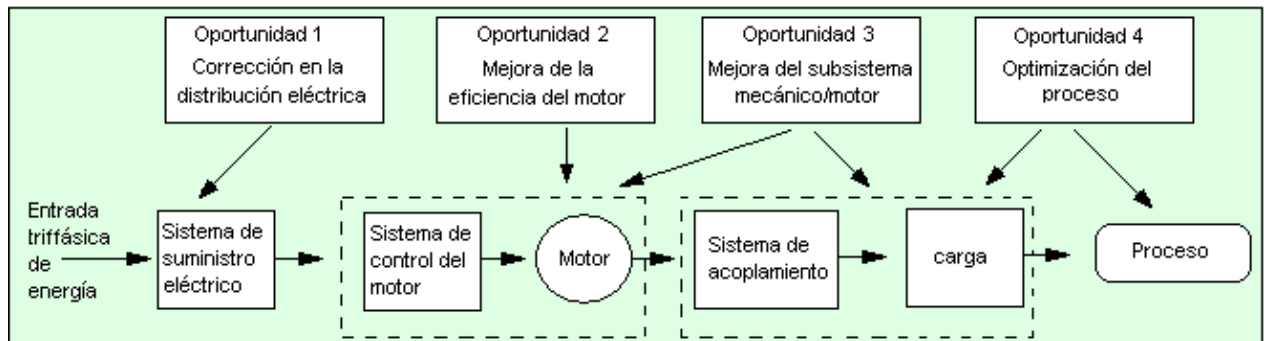 Oportunidad 1
Corrección en la
distribución eléctrica
Oportunidad 2
Mejora de la
eficiencia del motor
Oportunidad 3
Mejora del subsistema
mecánico/motor
Oportunidad 4
Optimización del
proceso
Entrada
triffásica
de
energía
Sistema de
suministro
eléctrico
Sistema de
control del
motor
Motor
Sistema de
acoplamiento
carga
Proceso